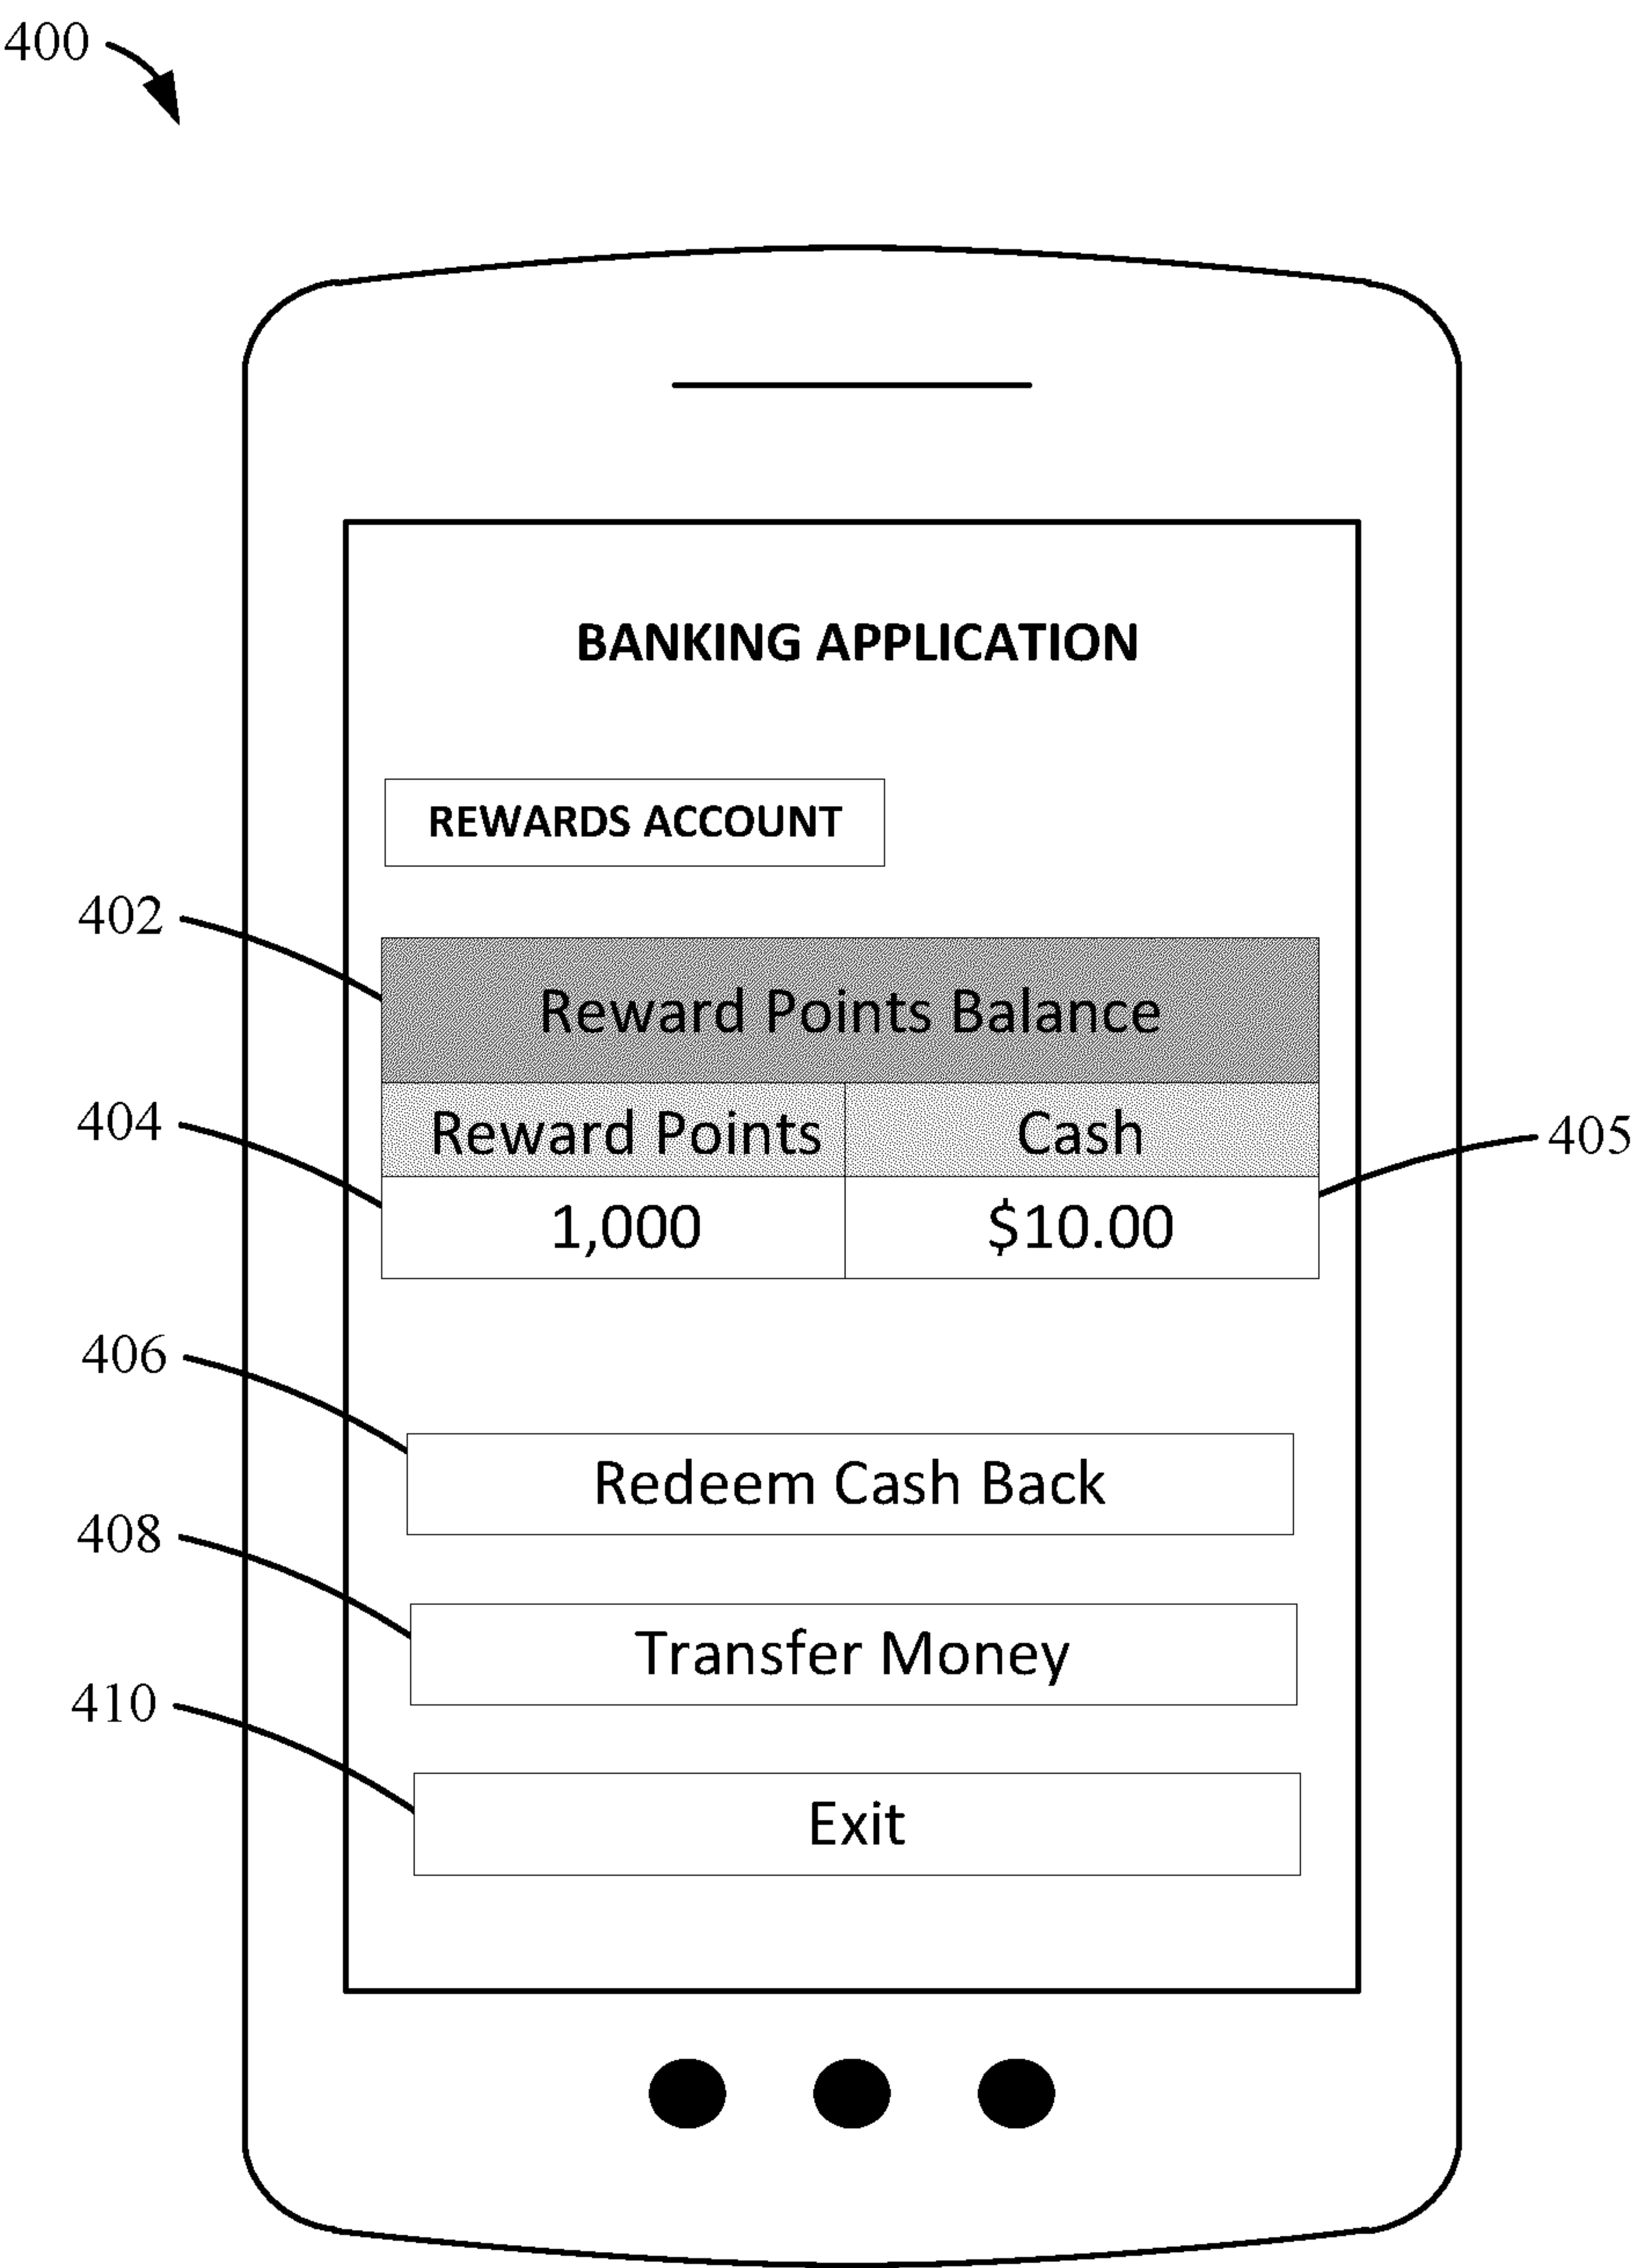 400
BANKING APPLICATION
REWARDS ACCOUNT
402
Reward Points Balance
404
Reward Points Cash
405
1,000 $10.00
406
Redeem Cash Back
408
Transfer Money
410
Exit